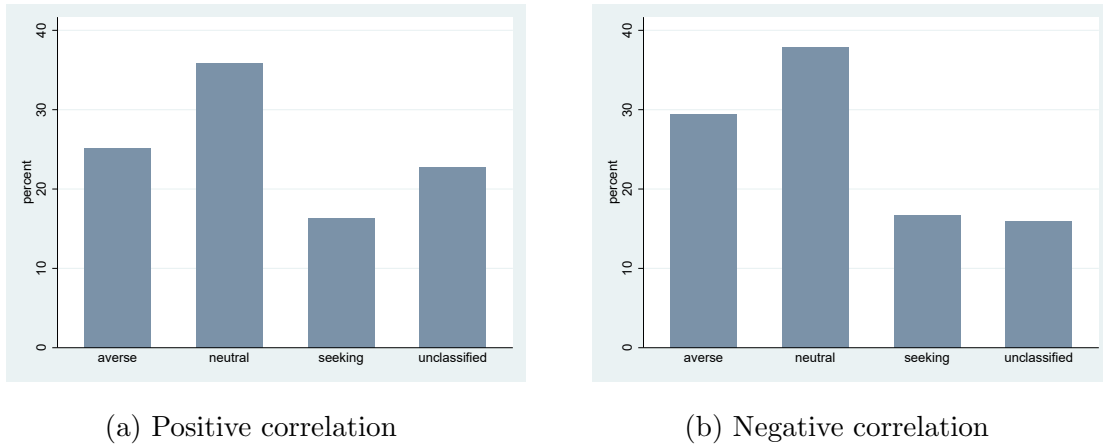 percent
40
30
20
10
0
averse neutral seeking unclassified
(a) Positive correlation
percent
40
30
20
10
0
averse neutral seeking unclassified
(b) Negative correlation